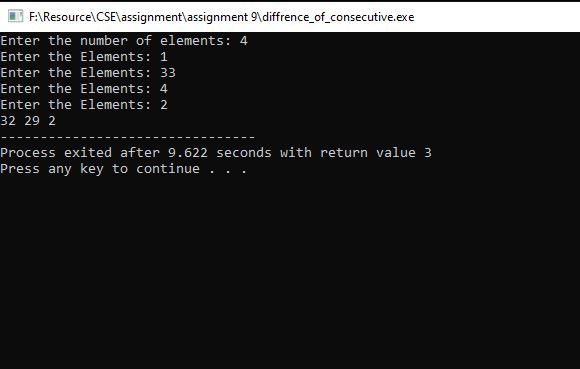 F:\Resource\CSE\assignment\assignment 9\diffrence_of_consecutive.exe
Enter the number of elements: 4
Enter the Elements: 1
Enter the Elements: 33
Enter the Elements: 4
Enter the Elements: 2
32 29 2
--------------------------------
Process exited after 9.622 seconds with return value 3
Press any key to continue . . .